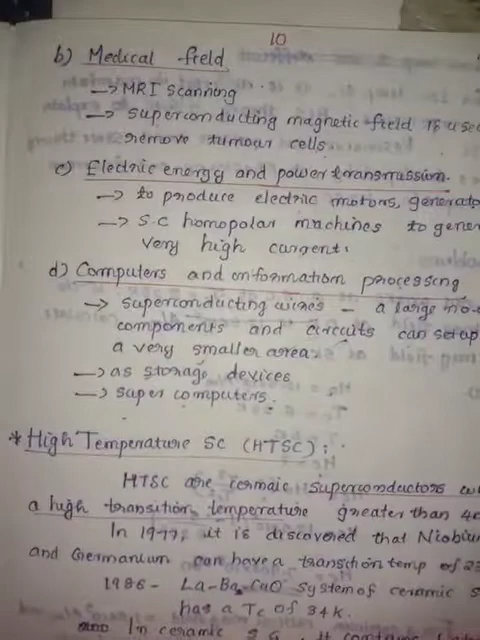 10
b) Medical field
→ MRI scanning
→ superconducting magnetic field is used
remove tumour cells.
c) Electric energy and power transmission.
→ to produce electric motors, generato
→ S.C homopolar machines to gener
very high current.
d) Computers and information processing
→ superconducting wires - a large no.
components and circuits can setup
a very smaller area.
→ as storage devices
→ super computers.
* High Temperature SC (HTSC):
HTSC are cermaic superconductors w
a high transition temperature greater than 40
In 1977, it is discovered that Niobiu
and Germanium can have a transition temp of 23
1986 - La-Ba-CuO system of ceramic s
has a Tc of 34K.
In ceramic